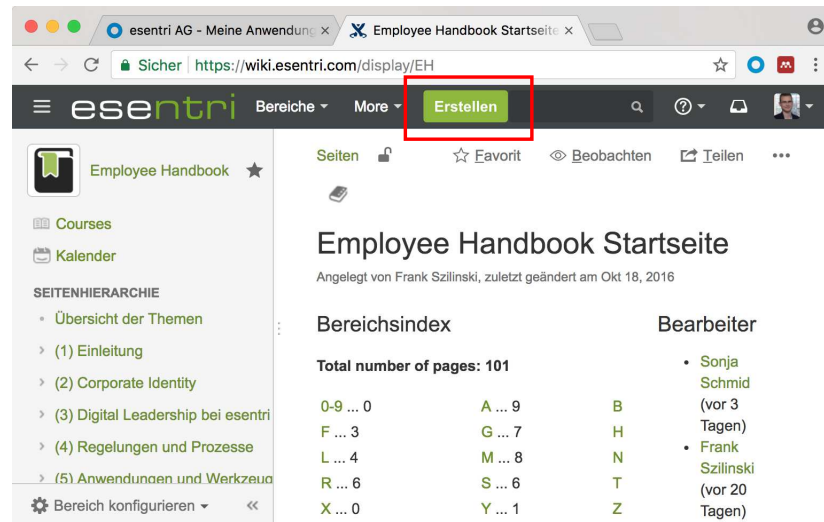 esentri AG - Meine Anwendung
Employee Handbook Startseite
Sicher https://wiki.esentri.com/display/EH
esentri Bereiche More Erstellen
Employee Handbook
Courses
Kalender
SEITENHIERARCHIE
Übersicht der Themen
(1) Einleitung
(2) Corporate Identity
(3) Digital Leadership bei esentri
(4) Regelungen und Prozesse
(5) Anwendungen und Werkzeug
Bereich konfigurieren
Seiten Favorit Beobachten Teilen
Employee Handbook Startseite
Angelegt von Frank Szilinski, zuletzt geändert am Okt 18, 2016
Bereichsindex
Total number of pages: 101
0-9 ... 0 A ... 9 B
F ... 3 G ... 7 H
L ... 4 M ... 8 N
R ... 6 S ... 6 T
X ... 0 Y ... 1 Z
Bearbeiter
Sonja
Schmid
(vor 3
Tagen)
Frank
Szilinski
(vor 20
Tagen)